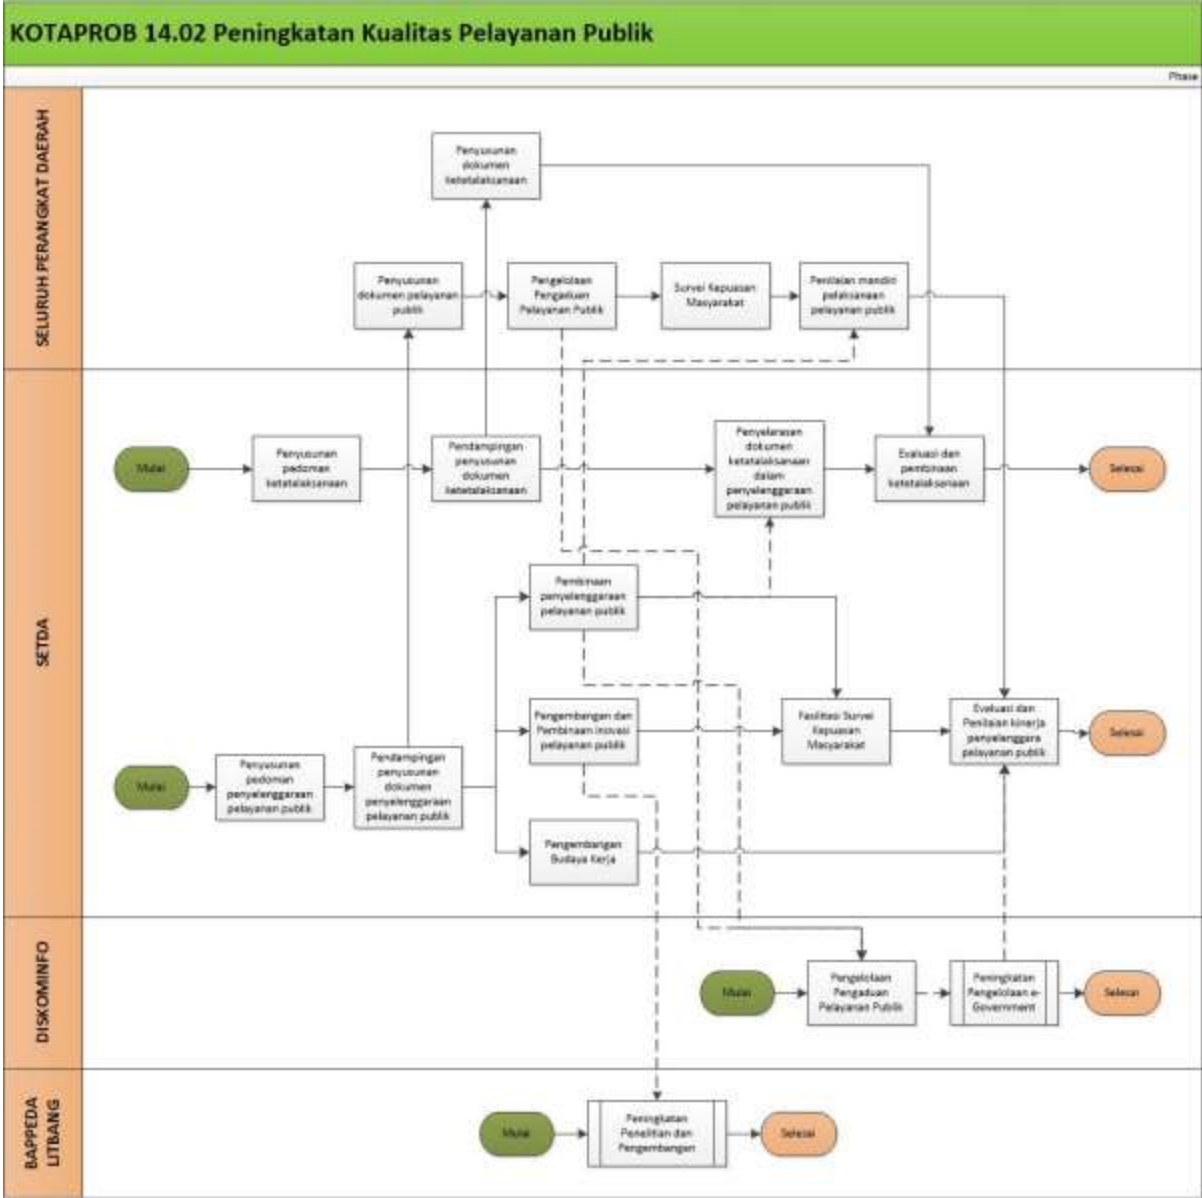 KOTAPROB 14.02 Peningkatan Kualitas Pelayanan Publik
Phase
SELURUH PERANGKAT DAERAH
Penyusunan
dokumen
ketetalaksanaan
Penyusunan
dokumen pelayanan
publik
Pengelolaan
Pengaduan
Pelayanan Publik
Survei Kepuasan
Masyarakat
Penilaian mandiri
pelaksanaan
pelayanan publik
SETDA
Mulai
Penyusunan
pedoman
ketatalaksanaan
Pendampingan
penyusunan
dokumen
ketetalaksanaan
Penyelarasan
dokumen
ketatalaksanaan
dalam
penyelenggaraan
pelayanan publik
Evaluasi dan
pembinaan
ketetalaksanaan
Selesai
Pembinaan
penyelenggaraan
pelayanan publik
Pengembangan dan
Pembinaan inovasi
pelayanan publik
Fasilitasi Survei
Kepuasan
Masyarakat
Evaluasi dan
Penilaian kinerja
penyelenggara
pelayanan publik
Selesai
Mulai
Penyusunan
pedoman
penyelenggaraan
pelayanan publik
Pendampingan
penyusunan
dokumen
penyelenggaraan
pelayanan publik
Pengembangan
Budaya Kerja
DISKOMINFO
Mulai
Pengelolaan
Pengaduan
Pelayanan Publik
Peningkatan
Pengelolaan e-
Government
Selesai
BAPPEDA
LITBANG
Mulai
Peningkatan
Penelitian dan
Pengembangan
Selesai